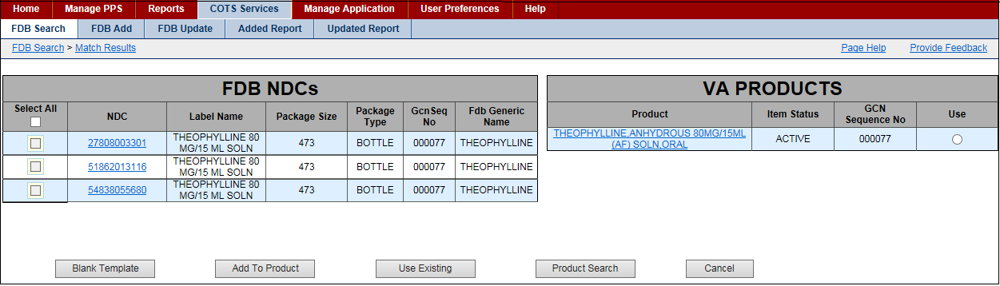 Home Manage PPS Reports COTS Services Manage Application User Preferences Help
FDB Search FDB Add FDB Update Added Report Updated Report
FDB Search > Match Results Page Help Provide Feedback
FDB NDCs
Select All NDC Label Name Package Size Package Type GcnSeq No Fdb Generic Name
27808003301 THEOPHYLLINE 80 MG/15 ML SOLN 473 BOTTLE 000077 THEOPHYLLINE
51862013116 THEOPHYLLINE 80 MG/15 ML SOLN 473 BOTTLE 000077 THEOPHYLLINE
54838055680 THEOPHYLLINE 80 MG/15 ML SOLN 473 BOTTLE 000077 THEOPHYLLINE
VA PRODUCTS
Product Item Status GCN Sequence No Use
THEOPHYLLINE,ANHYDROUS 80MG/15ML (AF) SOLN,ORAL ACTIVE 000077
Blank Template Add To Product Use Existing Product Search Cancel